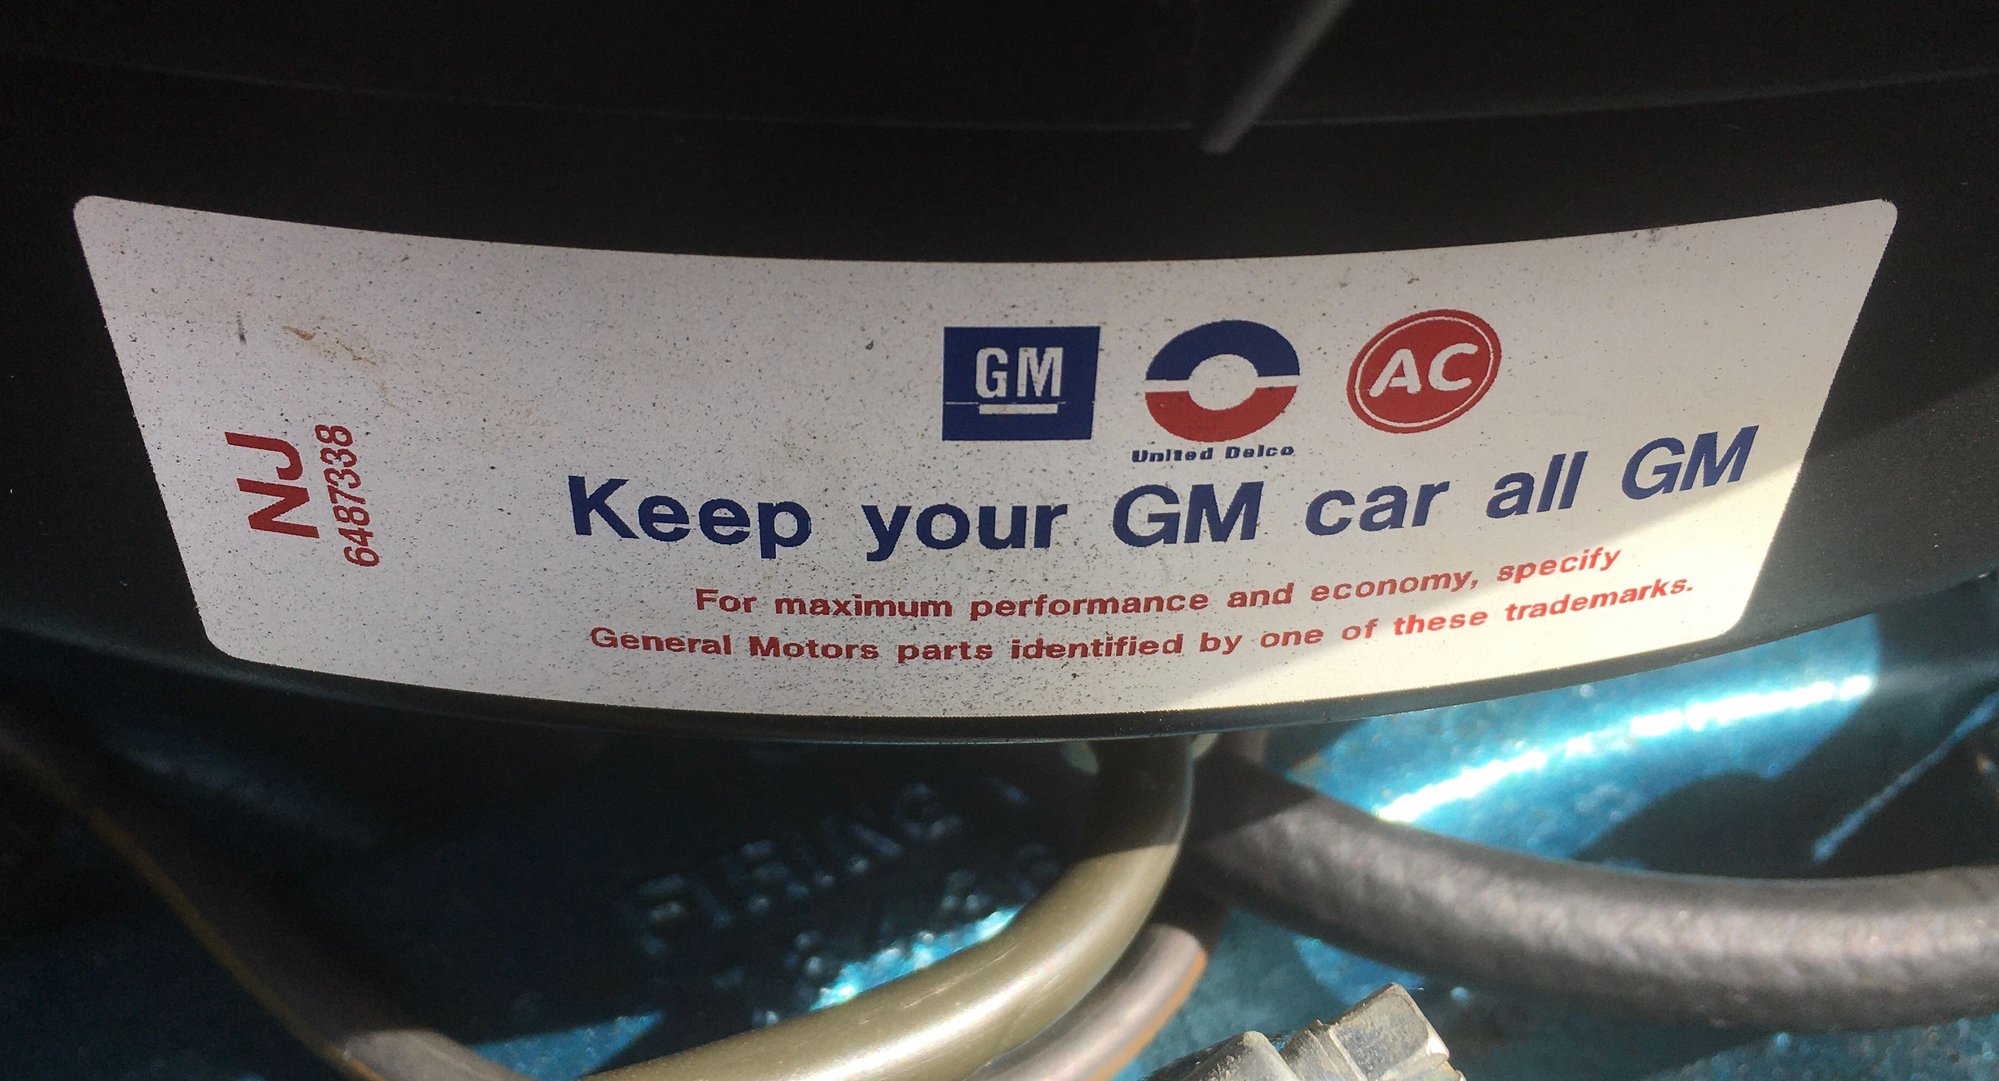 NJ
6487338
GM
United Delco
AC
Keep your GM car all GM
For maximum performance and economy, specify
General Motors parts identified by one of these trademarks.